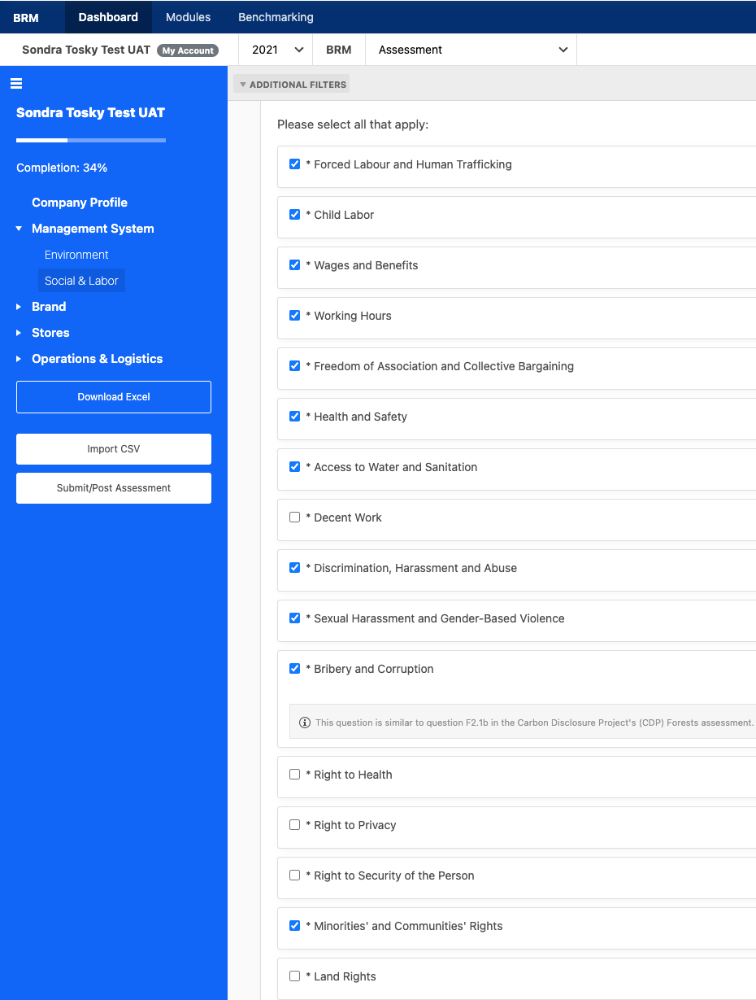 BRM Dashboard Modules Benchmarking
Sondra Tosky Test UAT My Account 2021 BRM Assessment
ADDITIONAL FILTERS
Sondra Tosky Test UAT
Completion: 34%
Company Profile
Management System
Environment
Social & Labor
Brand
Stores
Operations & Logistics
Download Excel
Import CSV
Submit/Post Assessment
Please select all that apply:
* Forced Labour and Human Trafficking
* Child Labor
* Wages and Benefits
* Working Hours
* Freedom of Association and Collective Bargaining
* Health and Safety
* Access to Water and Sanitation
* Decent Work
* Discrimination, Harassment and Abuse
* Sexual Harassment and Gender-Based Violence
* Bribery and Corruption
This question is similar to question F2.1b in the Carbon Disclosure Project's (CDP) Forests assessment.
* Right to Health
* Right to Privacy
* Right to Security of the Person
* Minorities' and Communities' Rights
* Land Rights